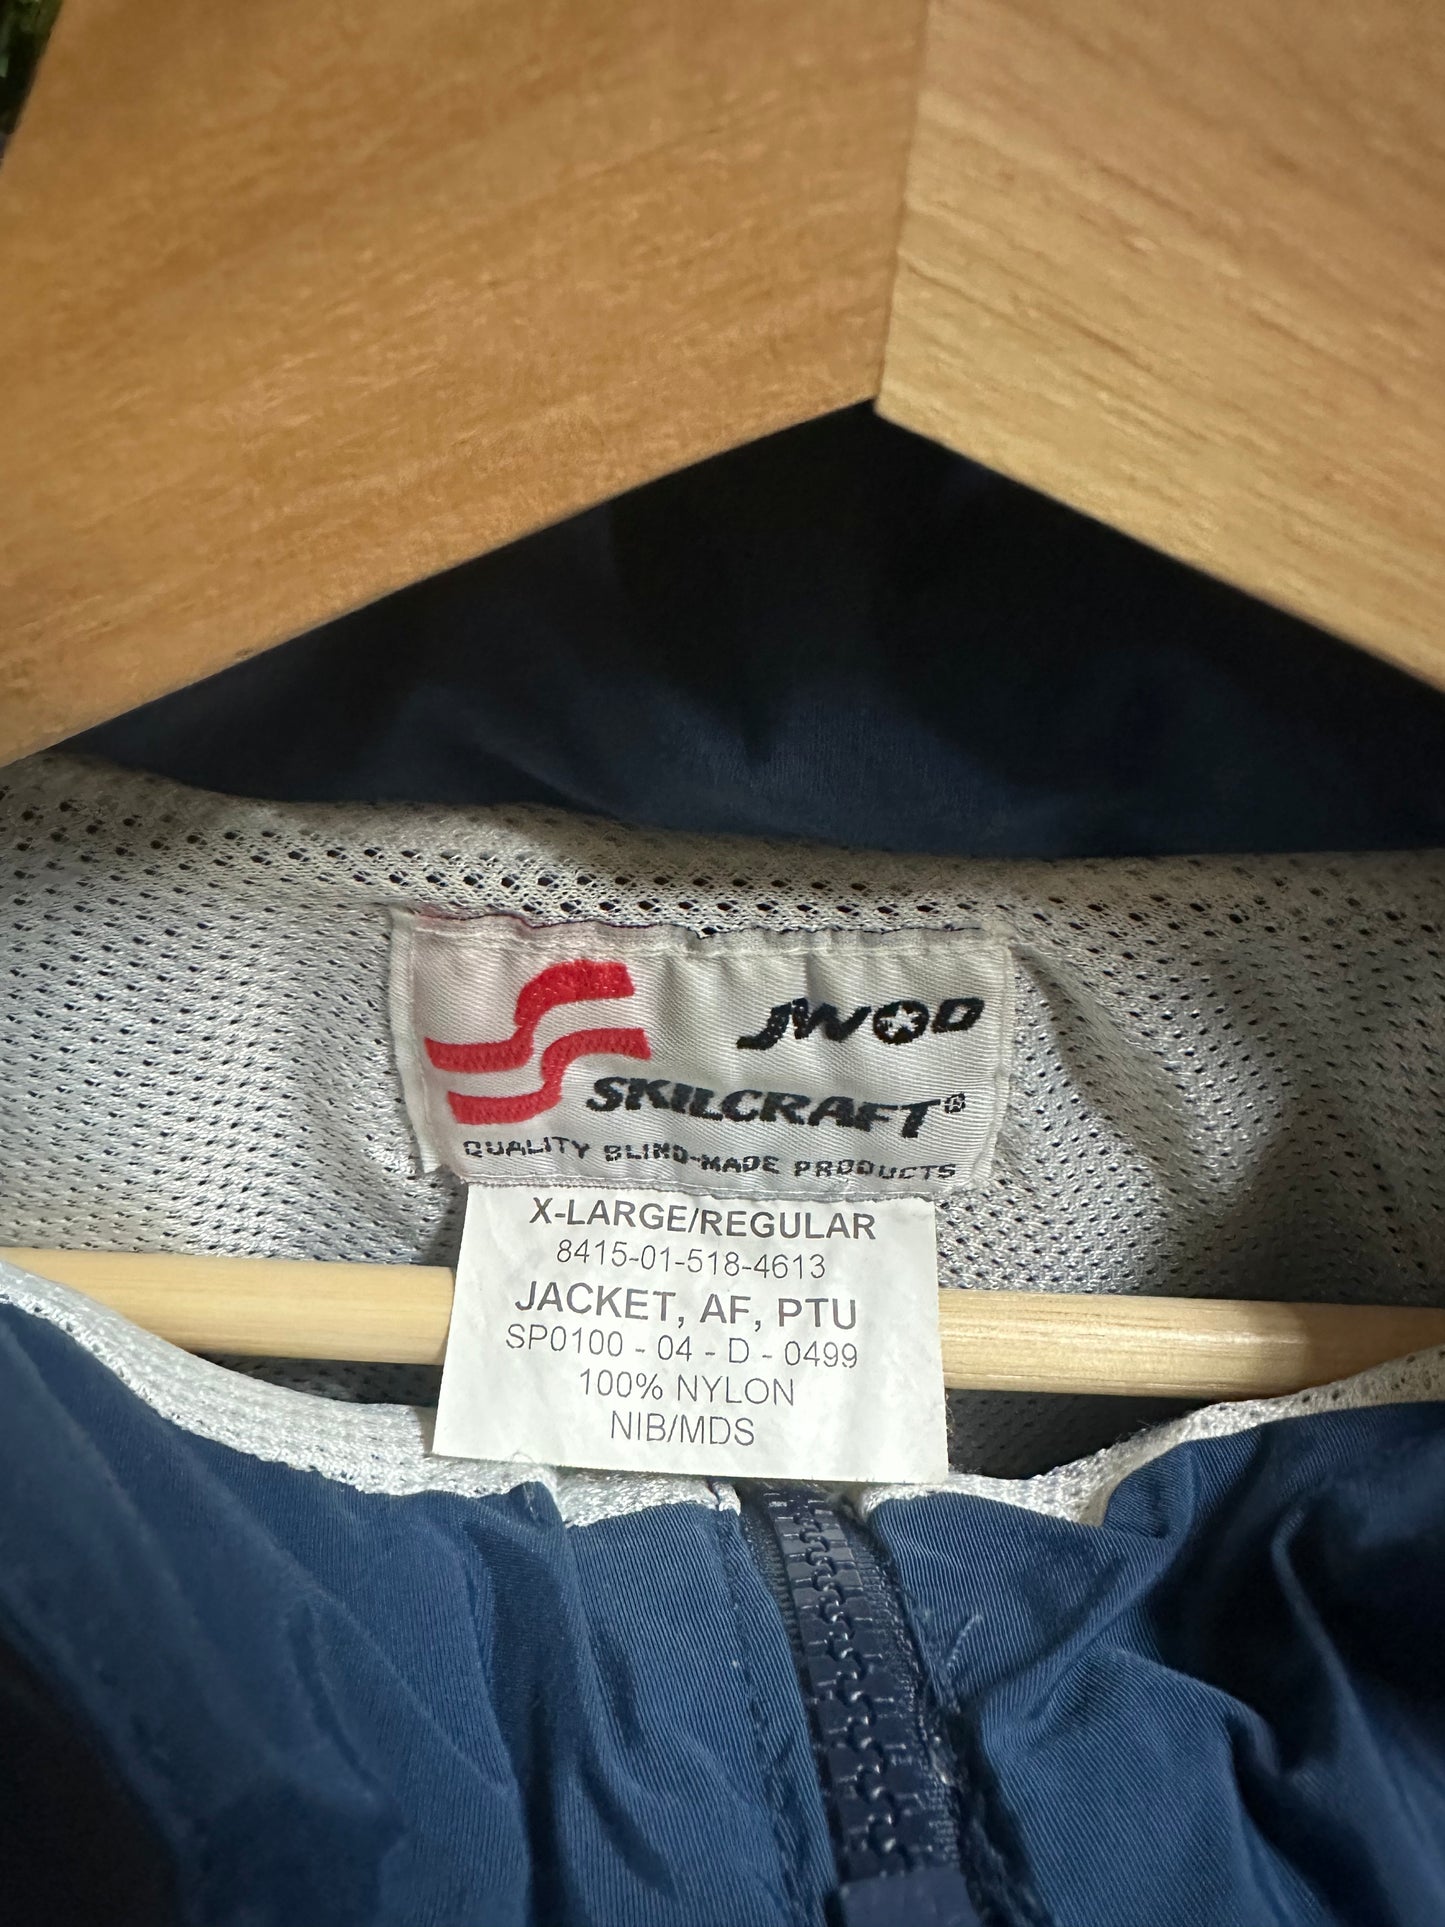 JWOD
SKILCRAFT®
QUALITY BLIND-MADE PRODUCTS
X-LARGE/REGULAR
8415-01-518-4613
JACKET, AF, PTU
SP0100 - 04 - D - 0499
100% NYLON
NIB/MDS